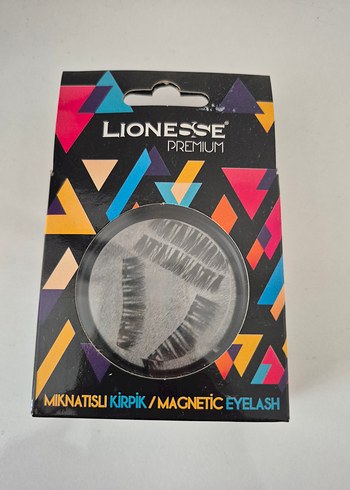 LIONESSE®
PREMIUM
MIKNATISLI KİRPİK / MAGNETIC EYELASH